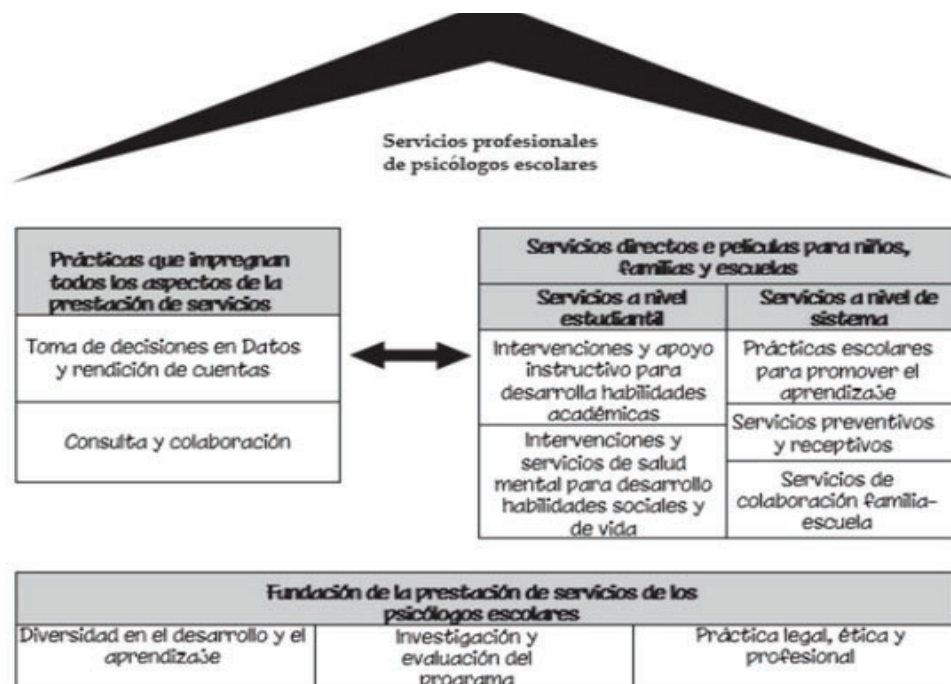 Servicios profesionales
de psicólogos escolares
Prácticas que impregnan
todos los aspectos de la
prestación de servicios
Toma de decisiones en Datos
y rendición de cuentas
Consulta y colaboración
Servicios directos e películas para niños,
familias y escuelas
Servicios a nivel
estudiantil
Intervenciones y apoyo
instructivo para
desarrolla habilidades
académicas
Intervenciones y
servicios de salud
mental para desarrollo
habilidades sociales y
de vida
Servicios a nivel de
sistema
Prácticas escolares
para promover el
aprendizaje
Servicios preventivos
y receptivos
Servicios de
colaboración familia-
escuela
Fundación de la prestación de servicios de los
psicólogos escolares
Diversidad en el desarrollo y el
aprendizaje
Investigación y
evaluación del
programa
Práctica legal, ética y
profesional